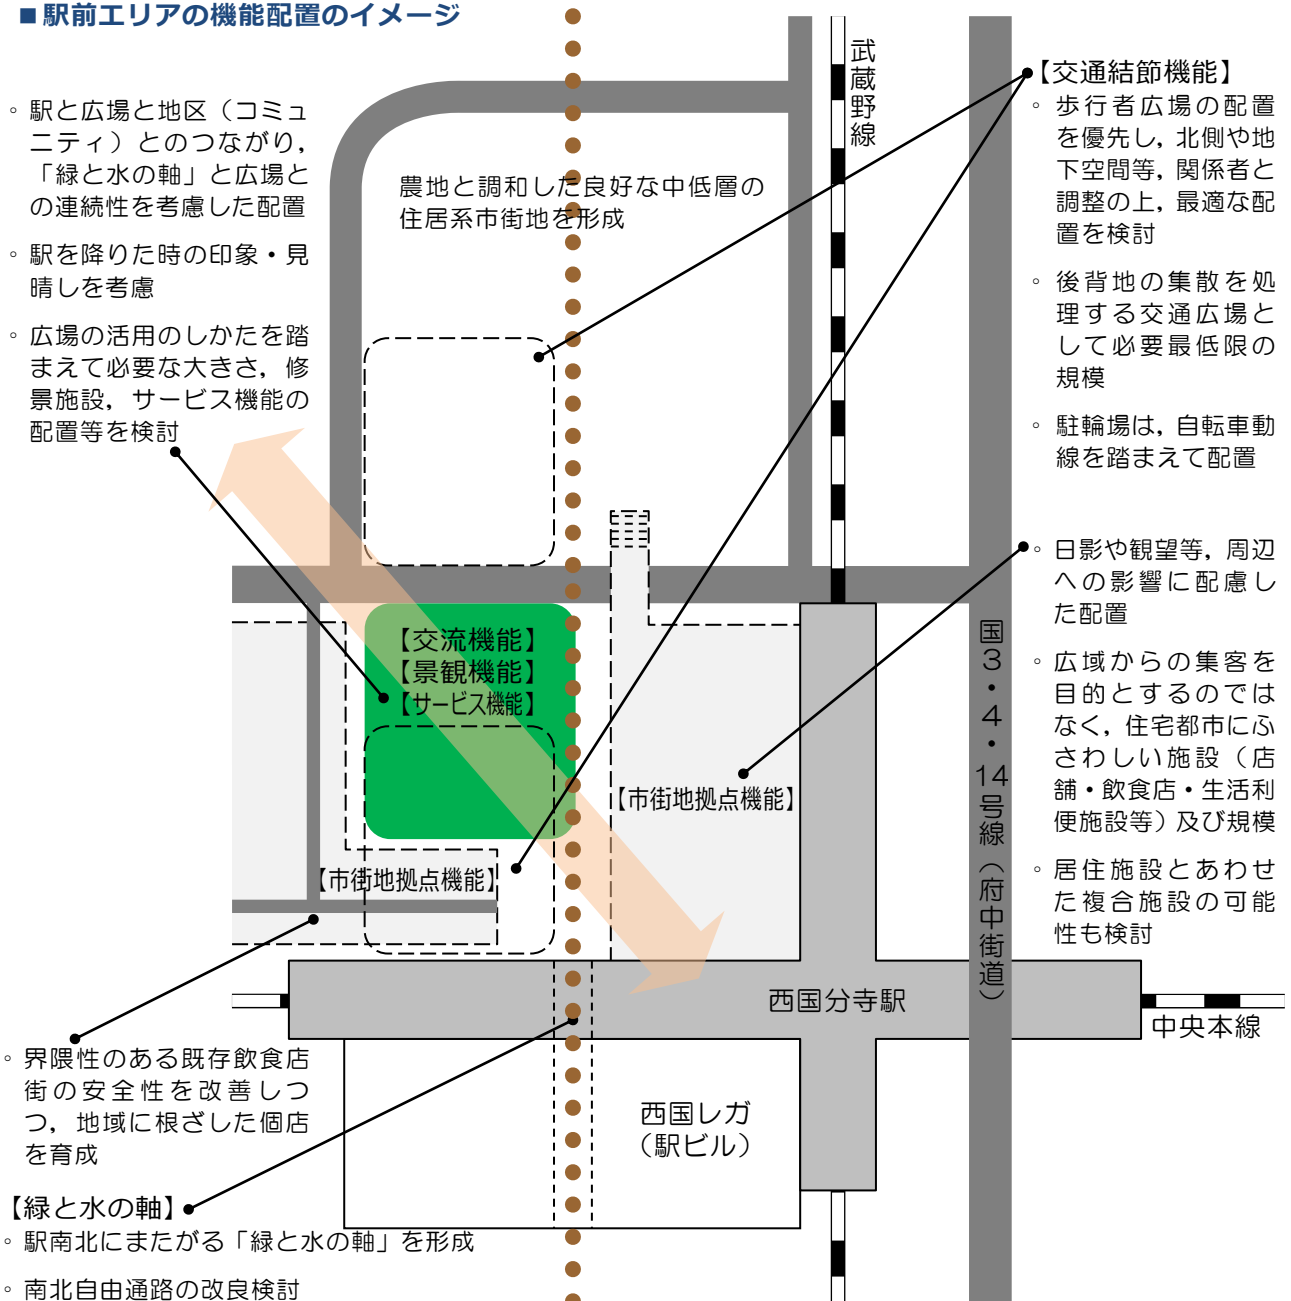 ■駅前エリアの機能配置のイメージ
◦ 駅と広場と地区（コミュ
ニティ）とのつながり，
「緑と水の軸」と広場と
の連続性を考慮した配置
◦ 駅を降りた時の印象・見
晴しを考慮
◦ 広場の活用のしかたを踏
まえて必要な大きさ，修
景施設，サービス機能の
配置等を検討
農地と調和した良好な中低層の
住居系市街地を形成
武蔵野線
【交通結節機能】
◦ 歩行者広場の配置
を優先し，北側や地
下空間等，関係者と
調整の上，最適な配
置を検討
◦ 後背地の集散を処
理する交通広場と
して必要最低限の
規模
◦ 駐輪場は，自転車動
線を踏まえて配置
◦ 日影や観望等，周辺
への影響に配慮し
た配置
◦ 広域からの集客を
目的とするのでは
なく，住宅都市にふ
さわしい施設（店
舗・飲食店・生活利
便施設等）及び規模
◦ 居住施設とあわせ
た複合施設の可能
性も検討
【交流機能】
【景観機能】
【サービス機能】
【市街地拠点機能】
【市街地拠点機能】
国３・４・14号線（府中街道）
西国分寺駅
中央本線
西国レガ
（駅ビル）
◦ 界隈性のある既存飲食店
街の安全性を改善しつ
つ，地域に根ざした個店
を育成
【緑と水の軸】
◦ 駅南北にまたがる「緑と水の軸」を形成
◦ 南北自由通路の改良検討